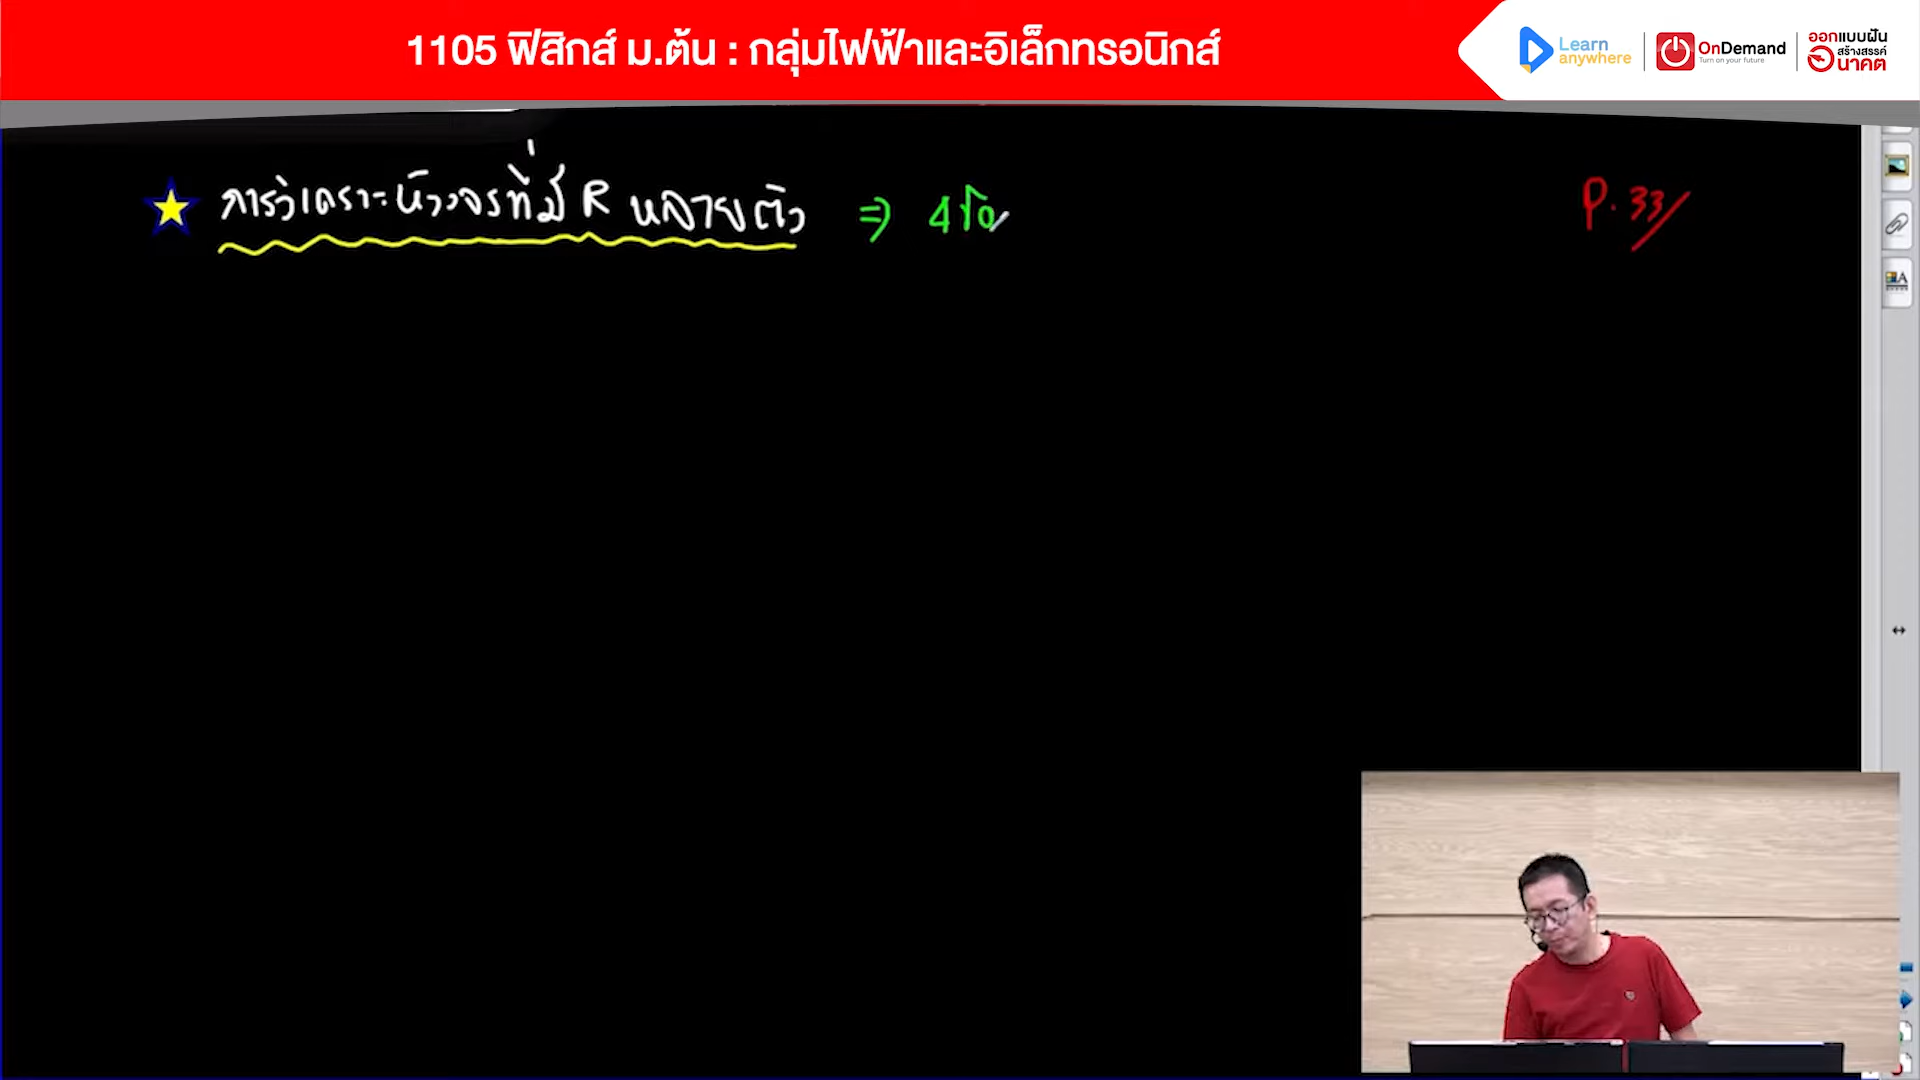 1105 ฟิสิกส์ ม.ต้น : กลุ่มไฟฟ้าและอิเล็กทรอนิกส์
Learn anywhere
OnDemand
Turn on your future
ออกแบบฝัน
สร้างสรรค์
อนาคต
การวิเคราะห์วงจรที่มี R หลายตัว ⇒ 4
P. 33/